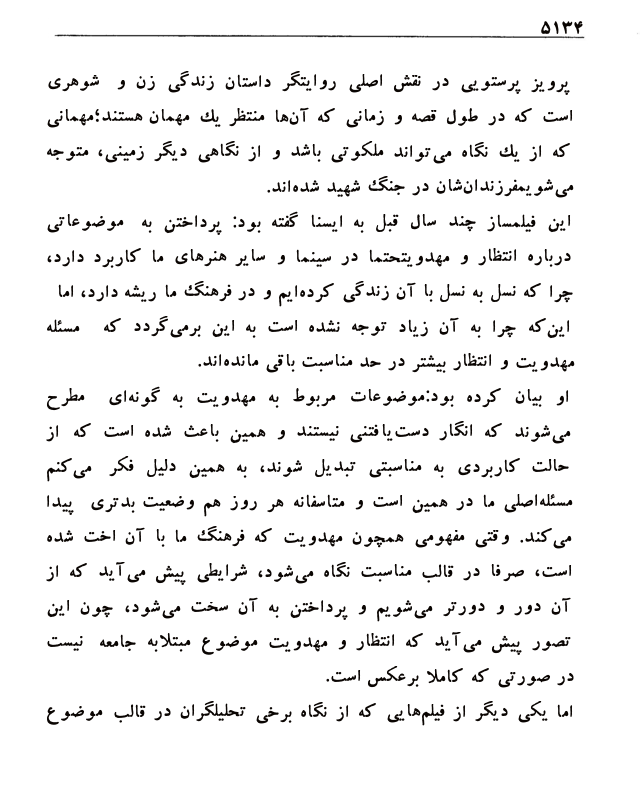 ۵۱۳۴
پرویز پرستویی در نقش اصلی روایتگر داستان زندگی زن و شوهری
است که در طول قصه و زمانی که آن‌ها منتظر یك مهمان هستند؛مهمانی
که از یك نگاه می‌تواند ملکوتی باشد و از نگاهی دیگر زمینی، متوجه
می‌شویمفرزندان‌شان در جنگ شهید شده‌اند.
این فیلمساز چند سال قبل به ایسنا گفته بود: پرداختن به موضوعاتی
درباره انتظار و مهدویتحتما در سینما و سایر هنرهای ما کاربرد دارد،
چرا که نسل به نسل با آن زندگی کرده‌ایم و در فرهنگ ما ریشه دارد، اما
این‌که چرا به آن زیاد توجه نشده است به این برمی‌گردد که مسئله
مهدویت و انتظار بیشتر در حد مناسبت باقی مانده‌اند.
او بیان کرده بود:موضوعات مربوط به مهدویت به گونه‌ای مطرح
می‌شوند که انگار دست‌یافتنی نیستند و همین باعث شده است که از
حالت کاربردی به مناسبتی تبدیل شوند، به همین دلیل فکر می‌کنم
مسئله‌اصلی ما در همین است و متاسفانه هر روز هم وضعیت بدتری پیدا
می‌کند. وقتی مفهومی همچون مهدویت که فرهنگ ما با آن اخت شده
است، صرفا در قالب مناسبت نگاه می‌شود، شرایطی پیش می‌آید که از
آن دور و دورتر می‌شویم و پرداختن به آن سخت می‌شود، چون این
تصور پیش می‌آید که انتظار و مهدویت موضوع مبتلابه جامعه نیست
در صورتی که کاملا برعکس است.
اما یکی دیگر از فیلم‌هایی که از نگاه برخی تحلیلگران در قالب موضوع